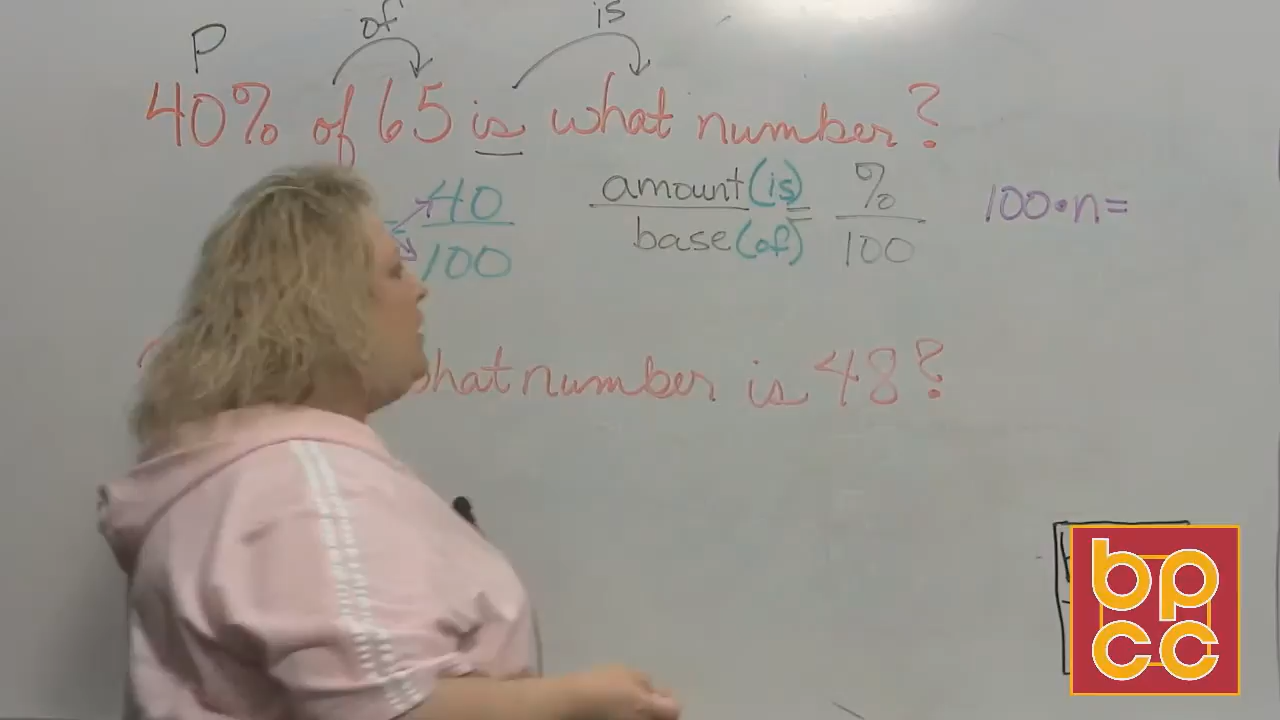 P of is
40% of 65 is what number?
40
100
amount (is)
base (of)
=
%
100
100•n=
what number is 48?
bp
cc